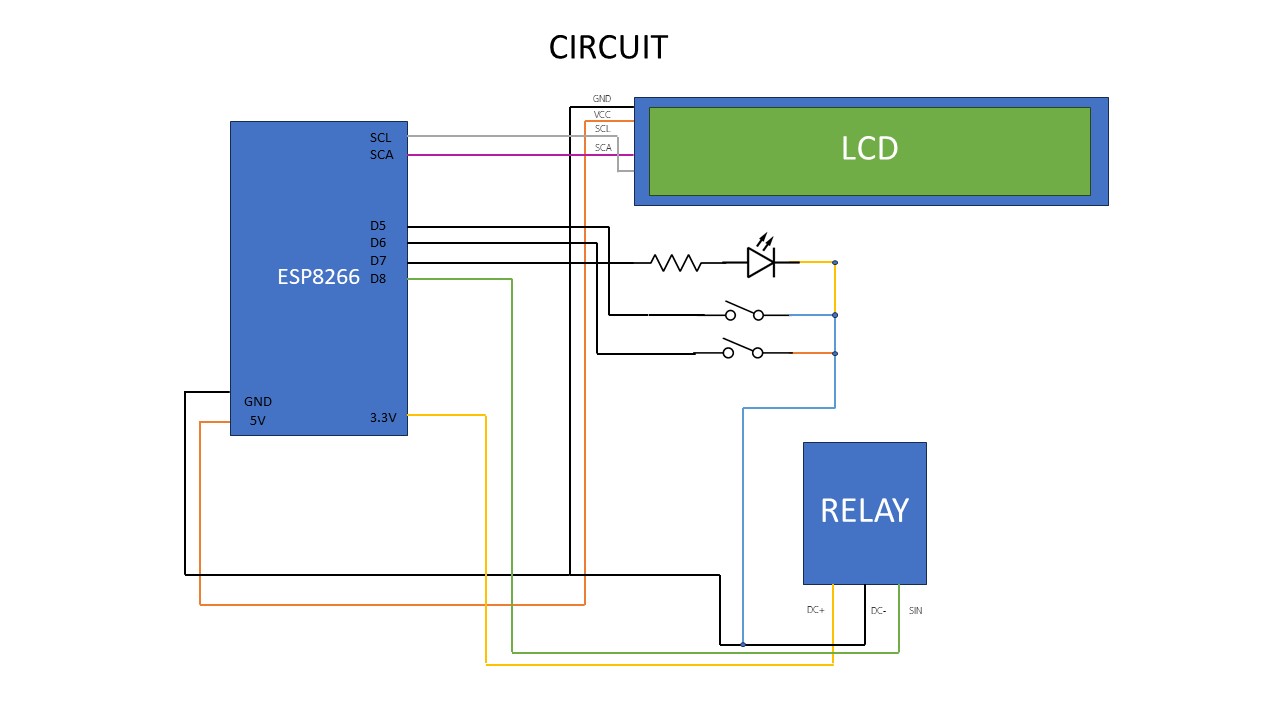 CIRCUIT
GND
VCC
SCL
SCA
LCD
SCL
SCA
D5
D6
D7
D8
ESP8266
GND
5V
3.3V
RELAY
DC+
DC-
SIN